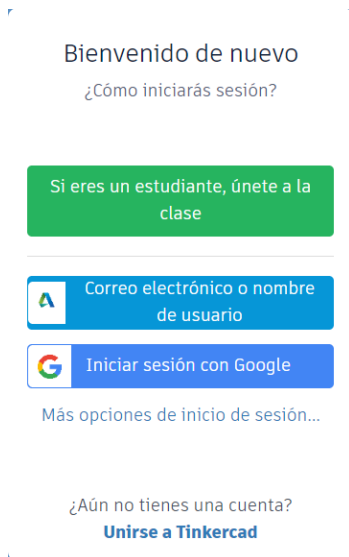 Bienvenido de nuevo
¿Cómo iniciarás sesión?
Si eres un estudiante, únete a la
clase
Correo electrónico o nombre
de usuario
Iniciar sesión con Google
Más opciones de inicio de sesión...
¿Aún no tienes una cuenta?
Unirse a Tinkercad